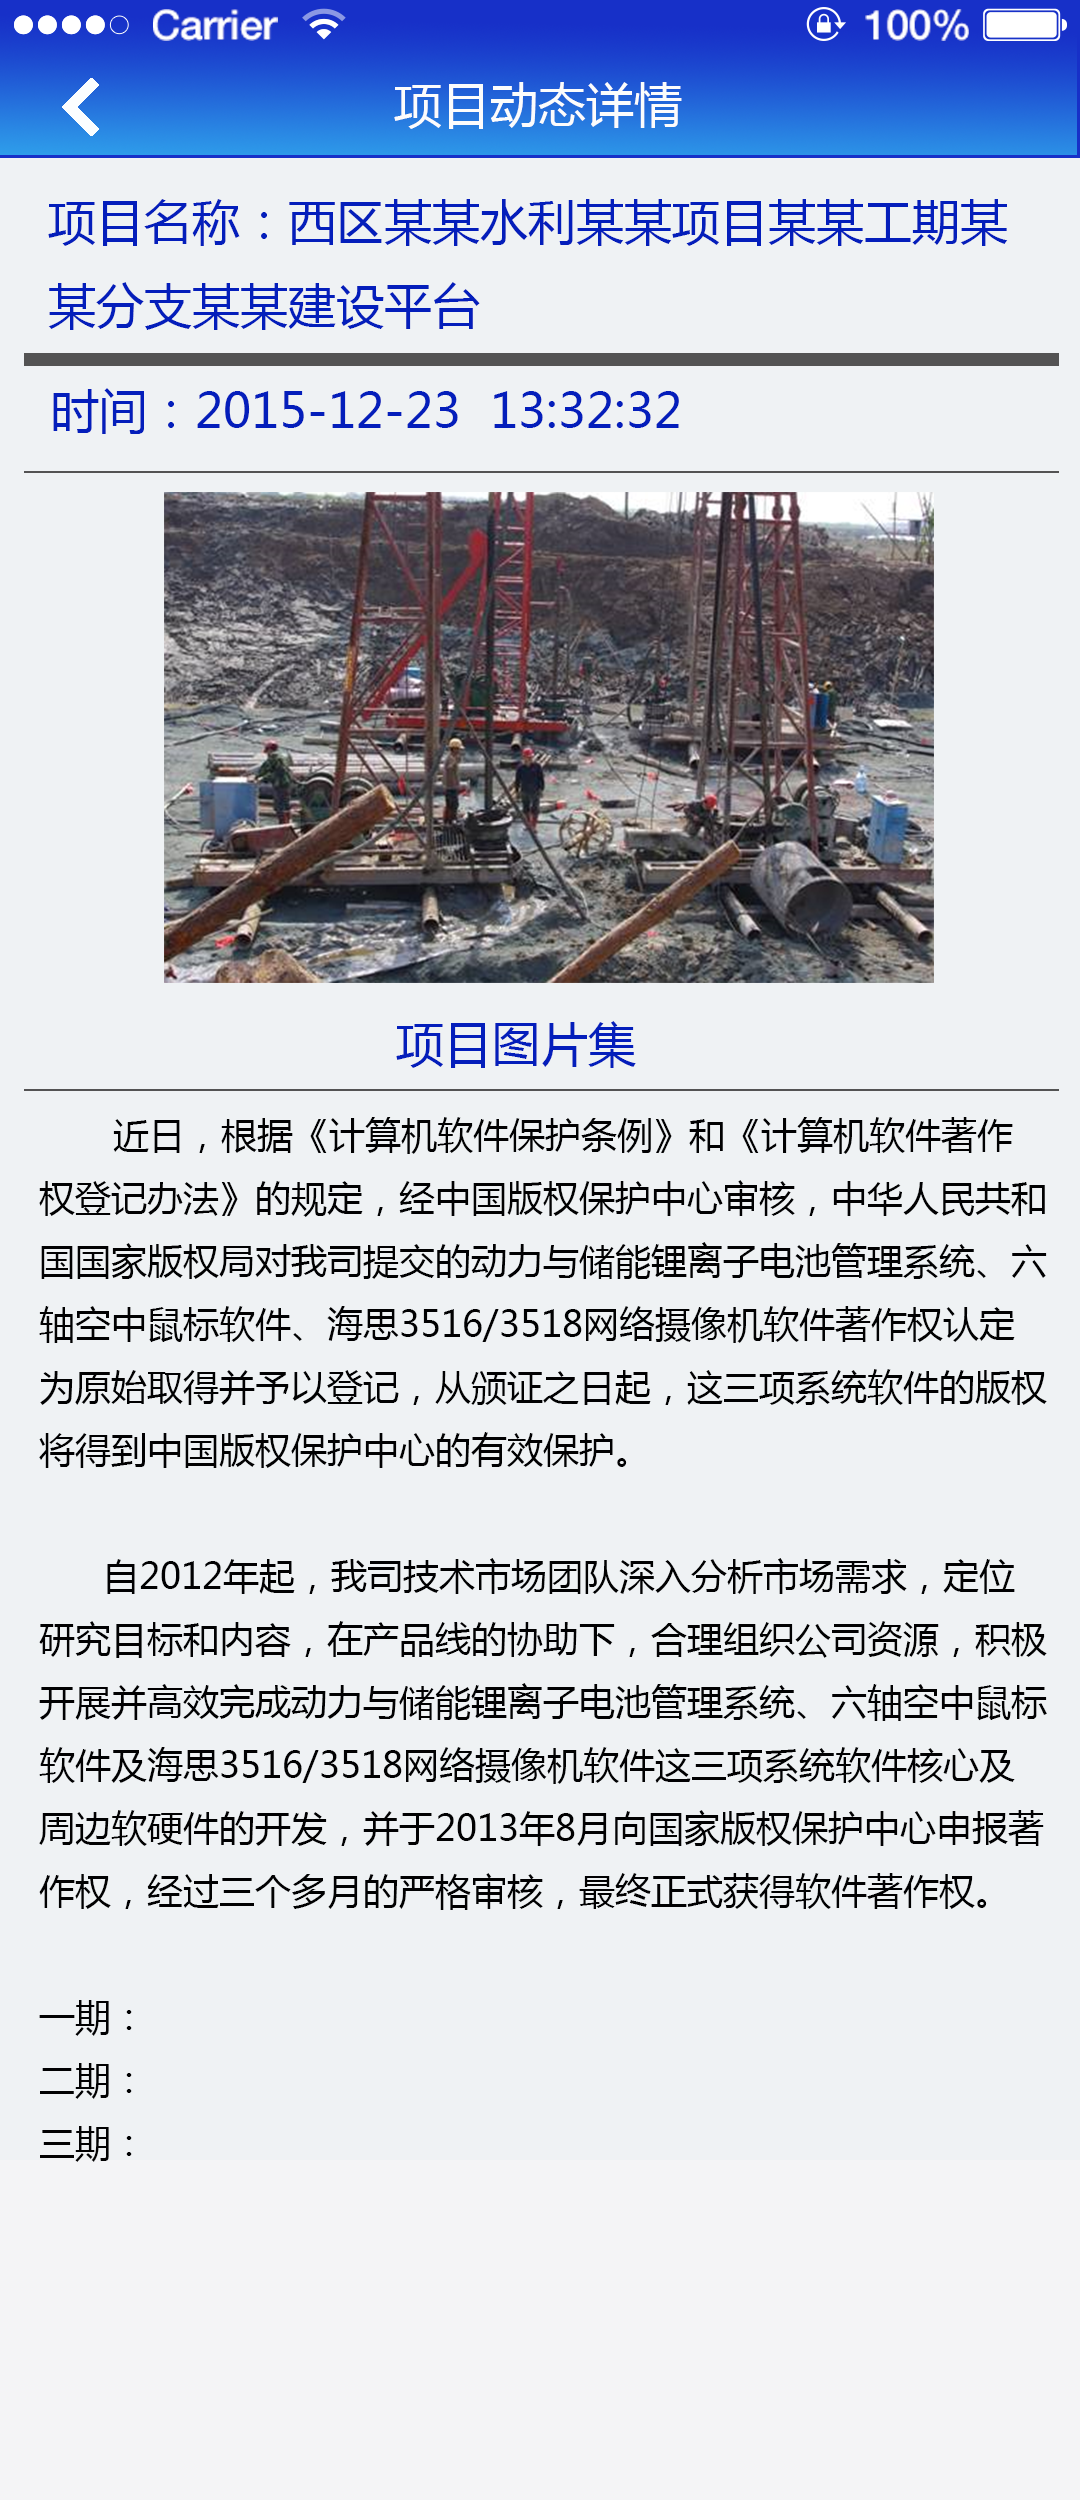 Carrier 100%
项目动态详情
项目名称：西区某某水利某某项目某某工期某
某分支某某建设平台
时间：2015-12-23 13:32:32
项目图片集
近日，根据《计算机软件保护条例》和《计算机软件著作
权登记办法》的规定，经中国版权保护中心审核，中华人民共和
国国家版权局对我司提交的动力与储能锂离子电池管理系统、六
轴空中鼠标软件、海思3516/3518网络摄像机软件著作权认定
为原始取得并予以登记，从颁证之日起，这三项系统软件的版权
将得到中国版权保护中心的有效保护。
自2012年起，我司技术市场团队深入分析市场需求，定位
研究目标和内容，在产品线的协助下，合理组织公司资源，积极
开展并高效完成动力与储能锂离子电池管理系统、六轴空中鼠标
软件及海思3516/3518网络摄像机软件这三项系统软件核心及
周边软硬件的开发，并于2013年8月向国家版权保护中心申报著
作权，经过三个多月的严格审核，最终正式获得软件著作权。
一期：
二期：
三期：